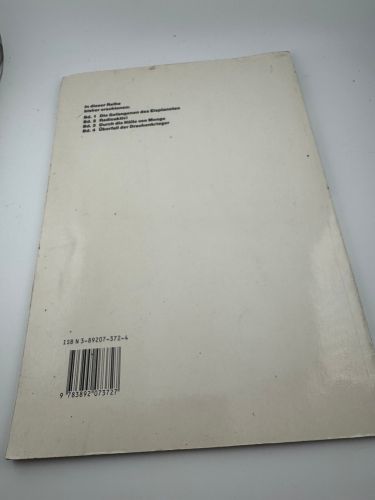 In dieser Reihe
bisher erschienen:
Bd. 1 Die Gefangenen des Eisplaneten
Bd. 2 Radioaktiv!
Bd. 3 Durch die Hölle von Mongo
Bd. 4 Überfall der Drachenkrieger
ISBN 3-89207-372-4
9 783892 073727